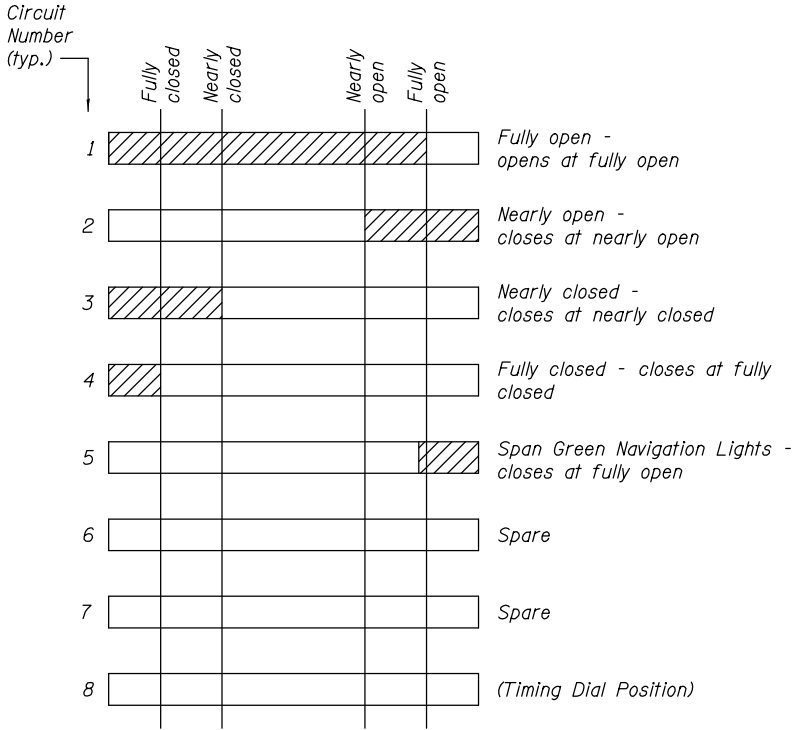 Circuit
Number
(typ.)
Fully
closed
Nearly
closed
Nearly
open
Fully
open
1
Fully open -
opens at fully open
2
Nearly open -
closes at nearly open
3
Nearly closed -
closes at nearly closed
4
Fully closed - closes at fully
closed
5
Span Green Navigation Lights -
closes at fully open
6
Spare
7
Spare
8
(Timing Dial Position)